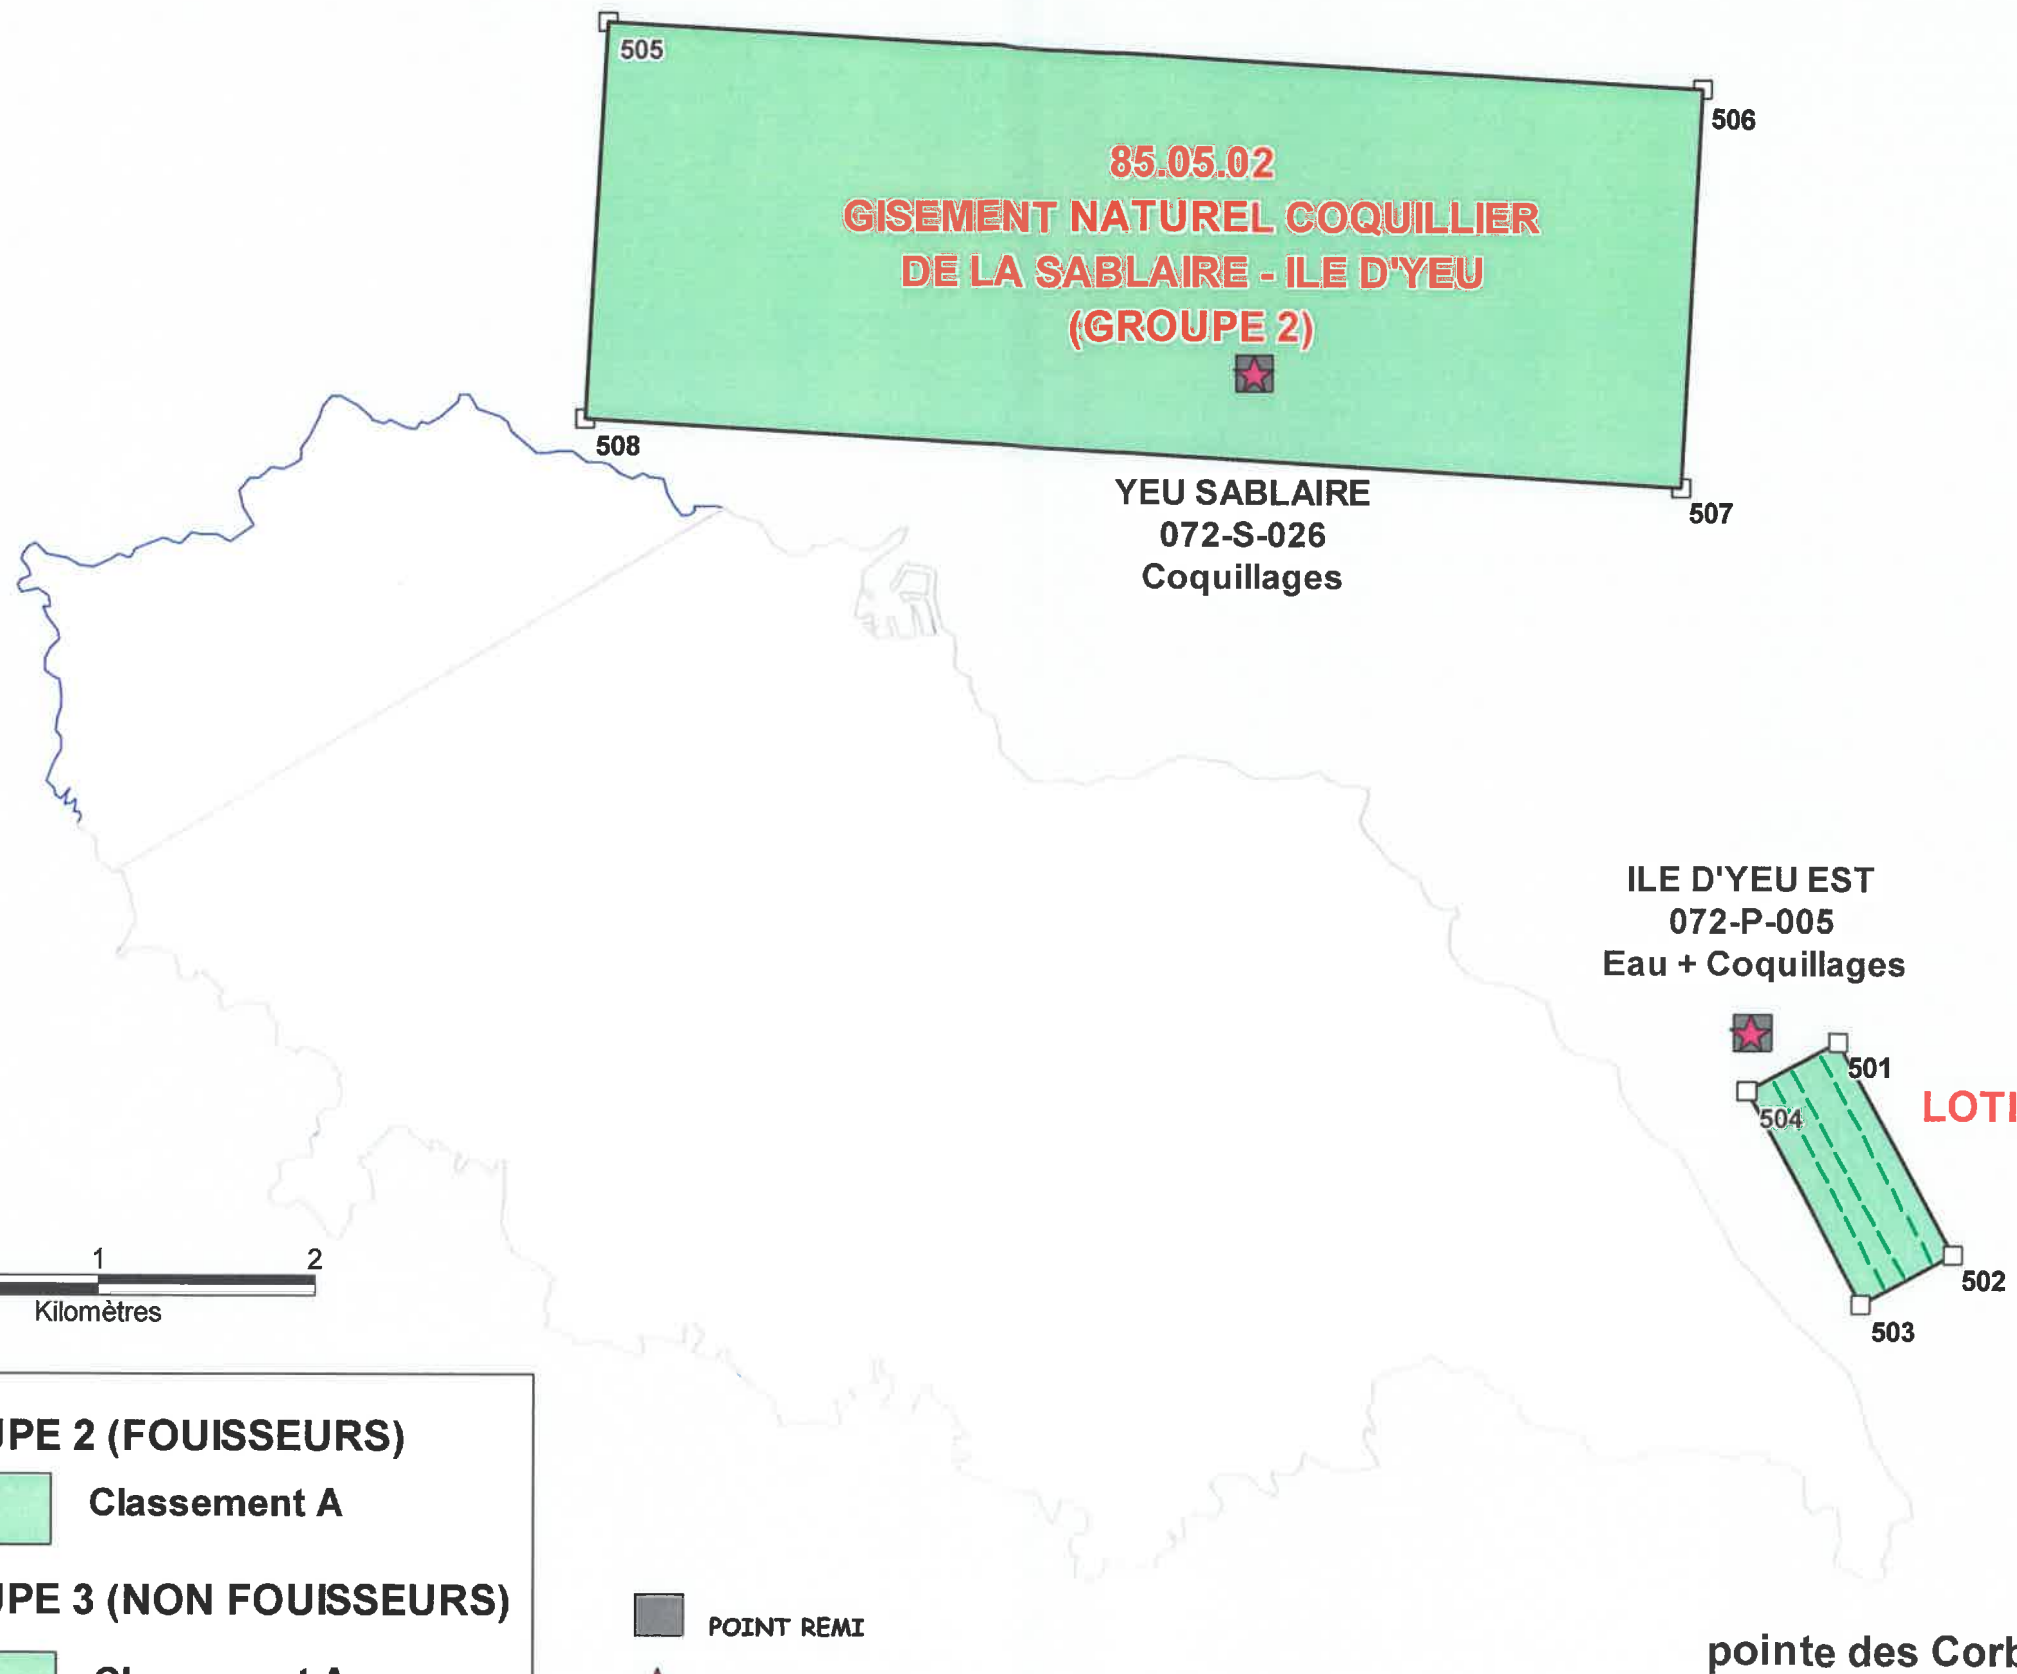 505
506
85.05.02
GISEMENT NATUREL COQUILLIER
DE LA SABLAIRE - ILE D'YEU
(GROUPE 2)
508
507
YEU SABLAIRE
072-S-026
Coquillages
ILE D'YEU EST
072-P-005
Eau + Coquillages
501
504
LOTI
502
503
1 2
Kilomètres
UPE 2 (FOUISSEURS)
Classement A
UPE 3 (NON FOUISSEURS)
POINT REMI
pointe des Corb